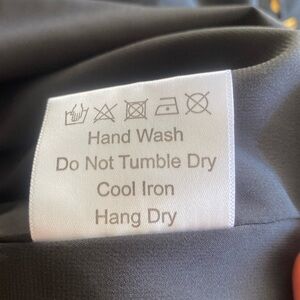 Hand Wash
Do Not Tumble Dry
Cool Iron
Hang Dry